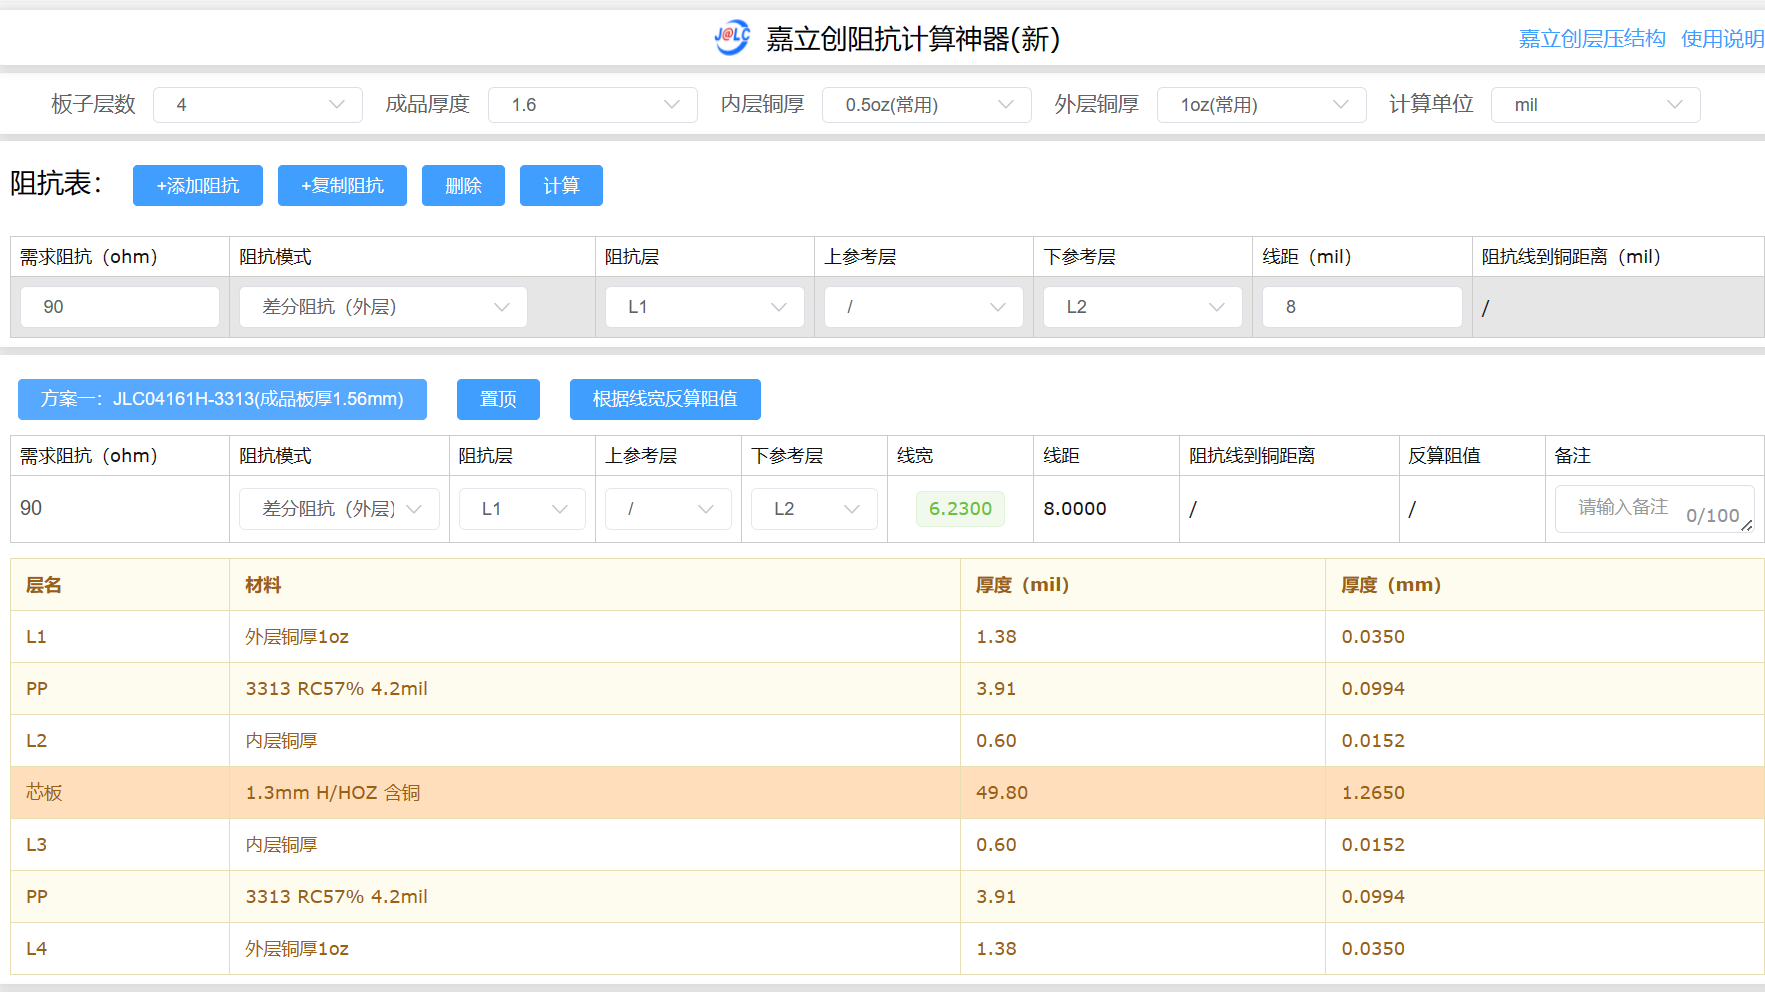 J@LC 嘉立创阻抗计算神器(新) 嘉立创层压结构 使用说明
板子层数 4 成品厚度 1.6 内层铜厚 0.5oz(常用) 外层铜厚 1oz(常用) 计算单位 mil
阻抗表： +添加阻抗 +复制阻抗 删除 计算
需求阻抗（ohm） 阻抗模式 阻抗层 上参考层 下参考层 线距（mil） 阻抗线到铜距离（mil）
90 差分阻抗（外层） L1 / L2 8 /
方案一：JLC04161H-3313(成品板厚1.56mm) 置顶 根据线宽反算阻值
需求阻抗（ohm） 阻抗模式 阻抗层 上参考层 下参考层 线宽 线距 阻抗线到铜距离 反算阻值 备注
90 差分阻抗（外层） L1 / L2 6.2300 8.0000 / / 请输入备注 0/100
层名 材料 厚度（mil） 厚度（mm）
L1 外层铜厚1oz 1.38 0.0350
PP 3313 RC57% 4.2mil 3.91 0.0994
L2 内层铜厚 0.60 0.0152
芯板 1.3mm H/HOZ 含铜 49.80 1.2650
L3 内层铜厚 0.60 0.0152
PP 3313 RC57% 4.2mil 3.91 0.0994
L4 外层铜厚1oz 1.38 0.0350